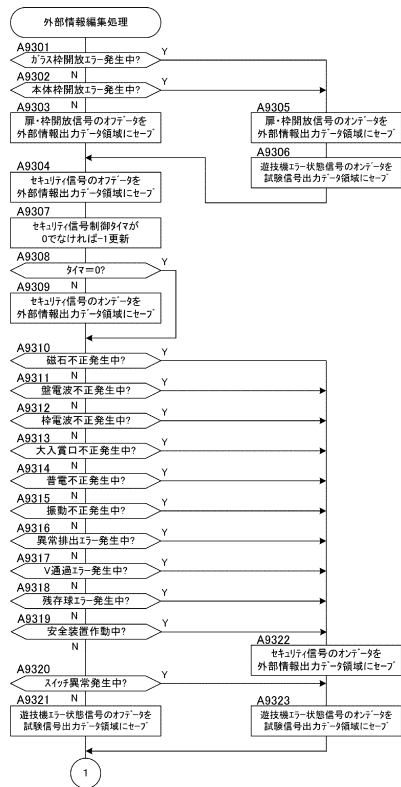 外部情報編集処理
A9301
ガラス枠開放エラー発生中?
Y
N
A9302
本体枠開放エラー発生中?
Y
N
A9303
扉・枠開放信号のオフデータを
外部情報出力データ領域にセーブ
A9305
扉・枠開放信号のオンデータを
外部情報出力データ領域にセーブ
A9306
遊技機エラー状態信号のオンデータを
試験信号出力データ領域にセーブ
A9304
セキュリティ信号のオフデータを
外部情報出力データ領域にセーブ
A9307
セキュリティ信号制御タイマが
0でなければ-1更新
A9308
タイマ=0?
Y
N
A9309
セキュリティ信号のオンデータを
外部情報出力データ領域にセーブ
A9310
磁石不正発生中?
Y
N
A9311
盤電波不正発生中?
Y
N
A9312
枠電波不正発生中?
Y
N
A9313
大入賞口不正発生中?
Y
N
A9314
普電不正発生中?
Y
N
A9315
振動不正発生中?
Y
N
A9316
異常排出エラー発生中?
Y
N
A9317
V通過エラー発生中?
Y
N
A9318
残存球エラー発生中?
Y
N
A9319
安全装置作動中?
Y
N
A9322
セキュリティ信号のオンデータを
外部情報出力データ領域にセーブ
A9320
スイッチ異常発生中?
Y
N
A9321
遊技機エラー状態信号のオフデータを
試験信号出力データ領域にセーブ
A9323
遊技機エラー状態信号のオンデータを
試験信号出力データ領域にセーブ
1